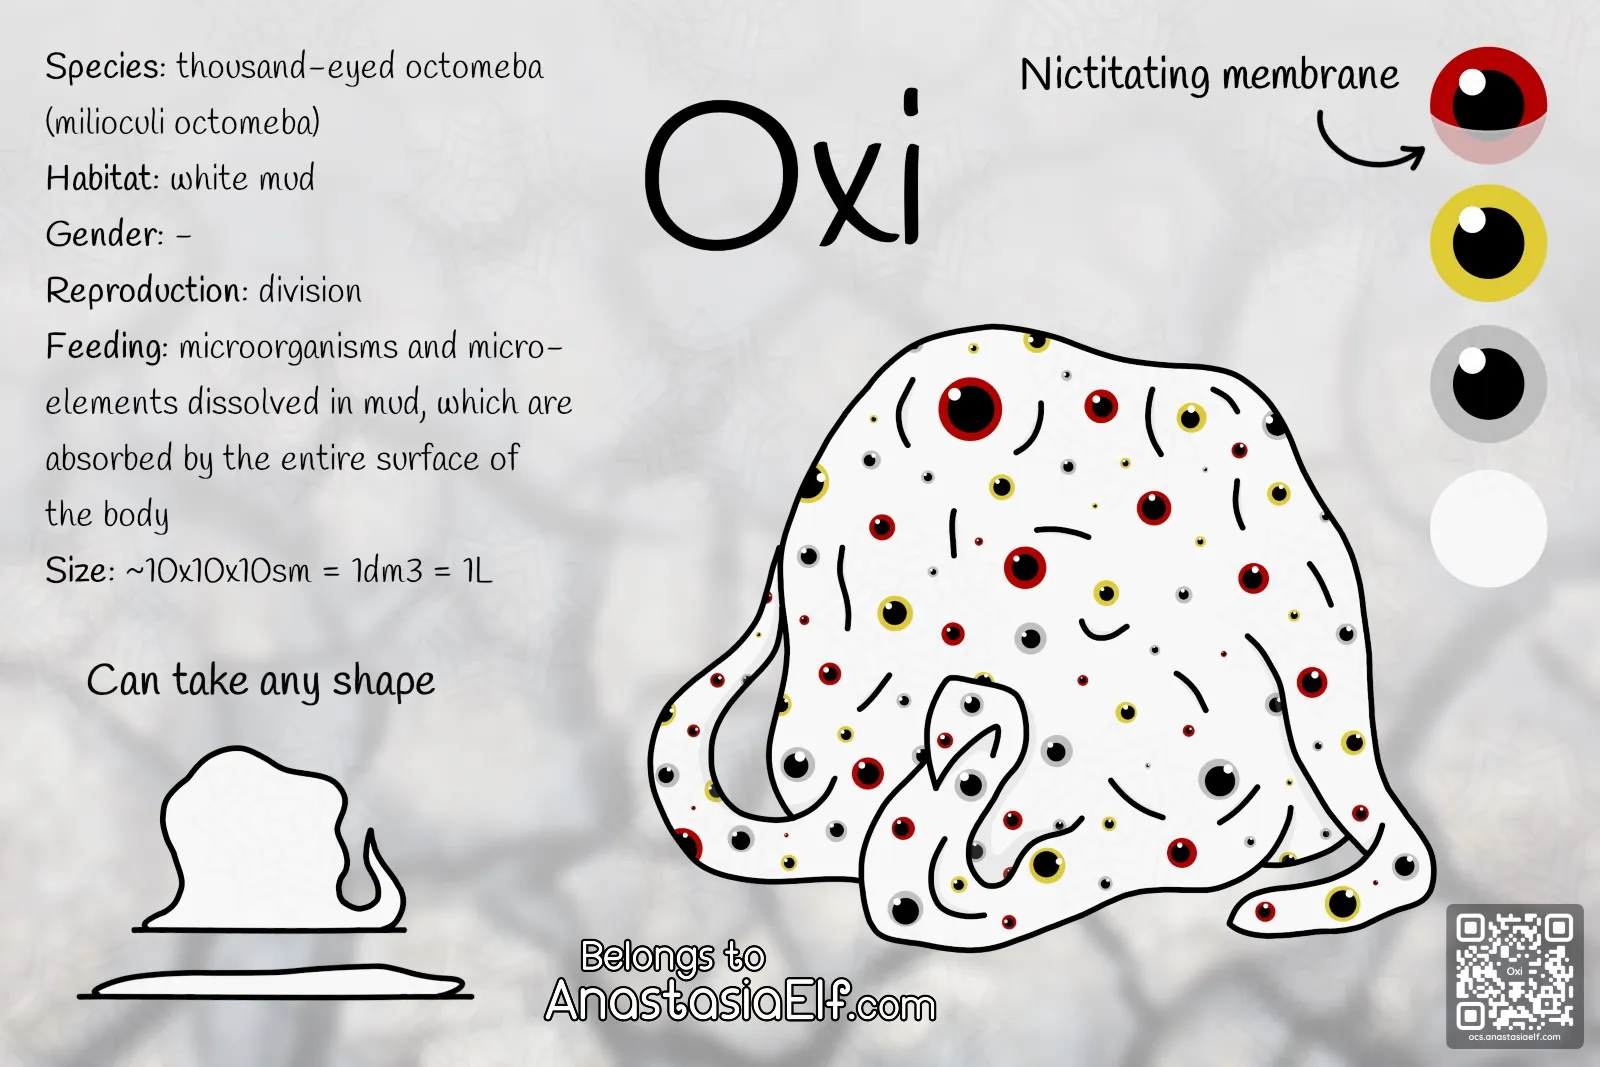 Species: thousand-eyed octomeba
(milioculi octomeba)
Habitat: white mud
Gender: -
Reproduction: division
Feeding: microorganisms and micro-
elements dissolved in mud, which are
absorbed by the entire surface of
the body
Size: ~10x10x10sm = 1dm3 = 1L
Can take any shape
Oxi
Nictitating membrane
Belongs to
AnastasiaElf.com
Oxi
ocs.anastasiaelf.com